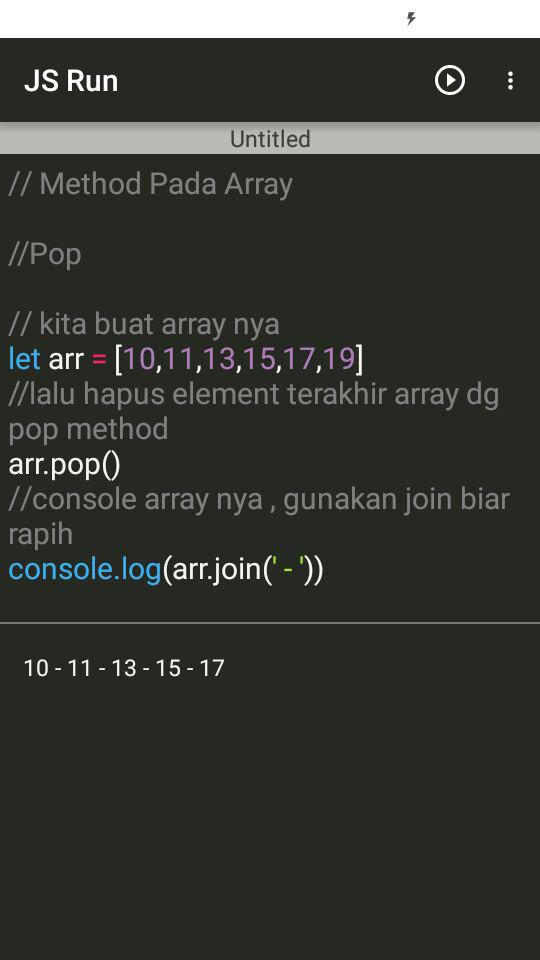 JS Run
Untitled
// Method Pada Array
//Pop
// kita buat array nya
let arr = [10,11,13,15,17,19]
//lalu hapus element terakhir array dg
pop method
arr.pop()
//console array nya , gunakan join biar
rapih
console.log(arr.join(' - '))
10 - 11 - 13 - 15 - 17